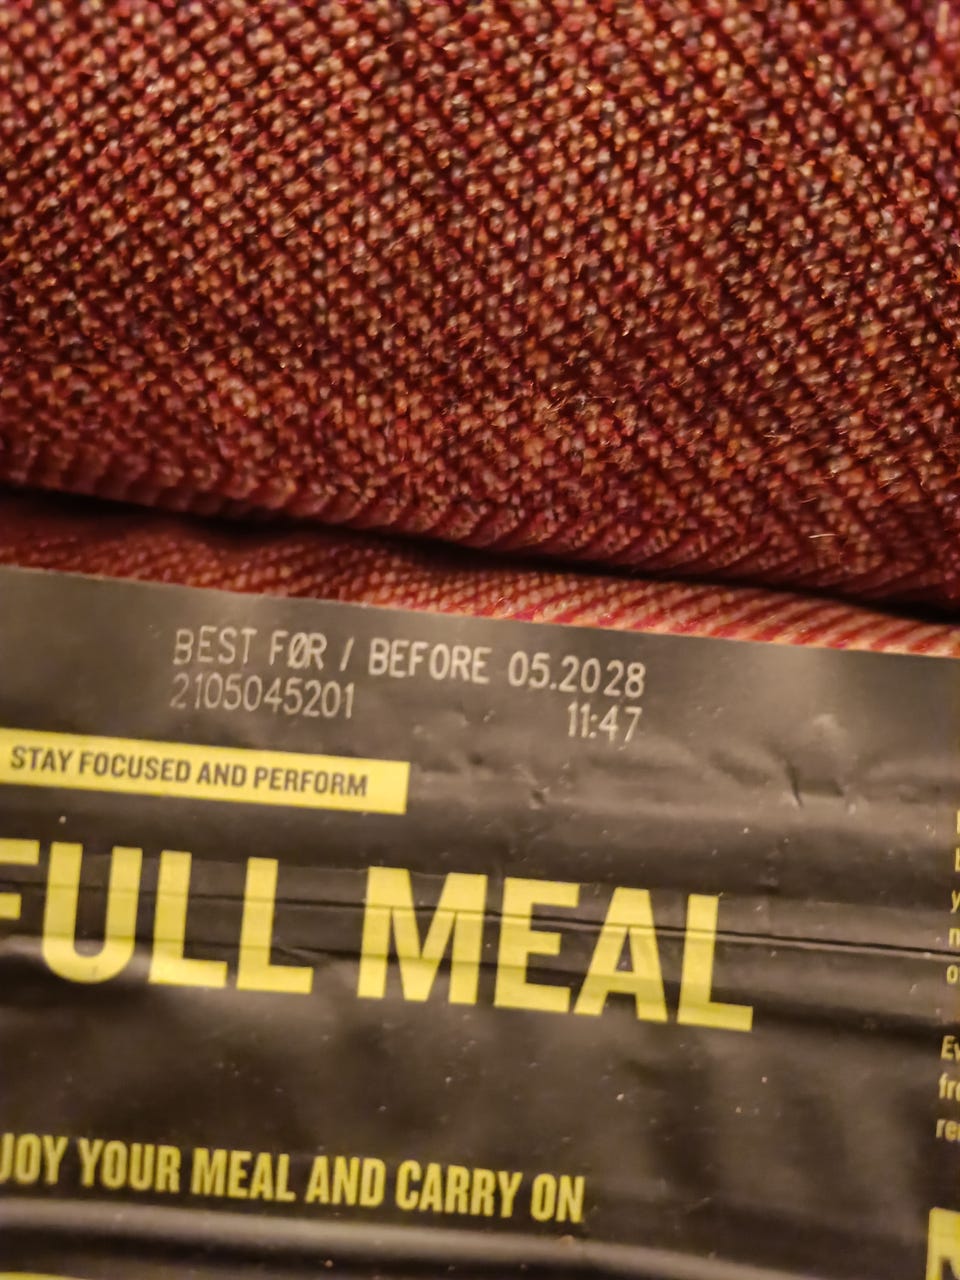 BEST FØR / BEFORE 05.2028
2105045201 11:47
STAY FOCUSED AND PERFORM
FULL MEAL
JOY YOUR MEAL AND CARRY ON